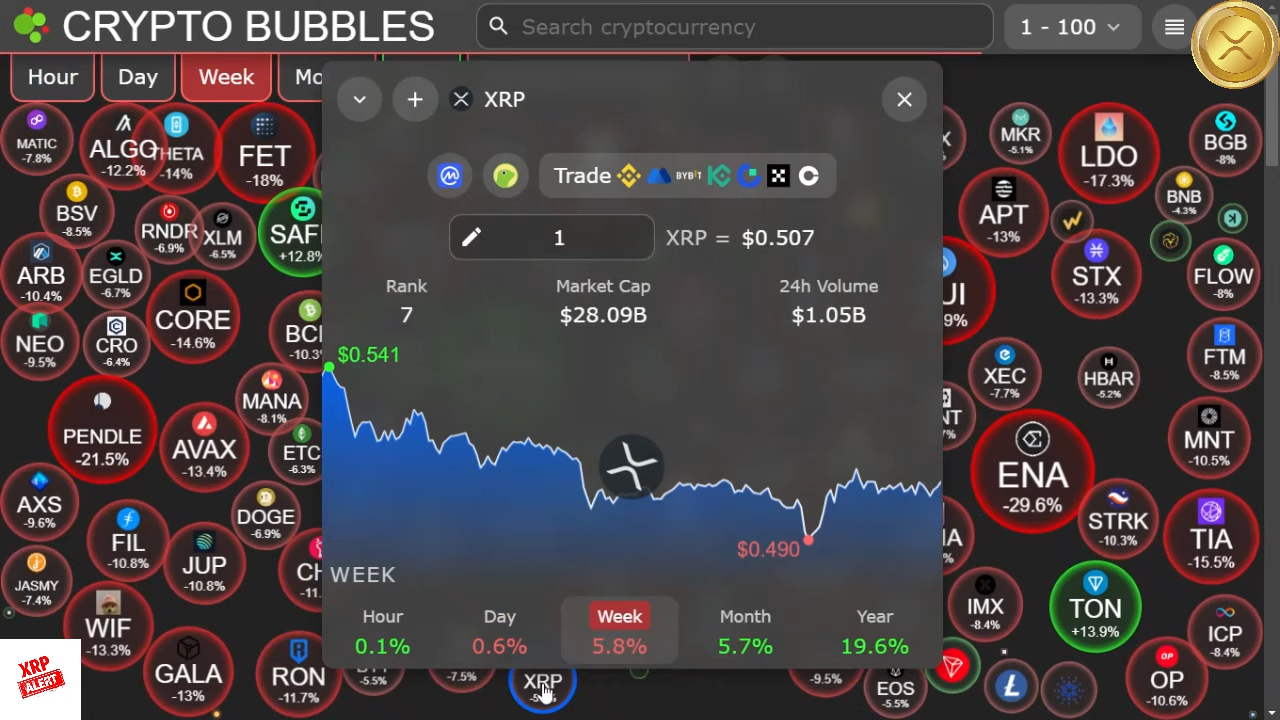 CRYPTO BUBBLES
Search cryptocurrency
1 - 100
Hour
Day
Week
XRP
Trade
BYBIT
1
XRP = $0.507
Rank
Market Cap
24h Volume
7
$28.09B
$1.05B
$0.541
$0.490
WEEK
Hour
Day
Week
Month
Year
0.1%
0.6%
5.8%
5.7%
19.6%
MATIC
-7.8%
ALGO
-12.2%
THETA
-14%
FET
-18%
BSV
-8.5%
RNDR
-6.9%
XLM
-6.5%
SAF
+12.8%
ARB
-10.4%
EGLD
-6.7%
CORE
-14.6%
NEO
-9.5%
CRO
-6.4%
BC
-10.3
MANA
-8.1%
PENDLE
-21.5%
AVAX
-13.4%
ETC
-6.3%
AXS
-9.6%
DOGE
-6.9%
FIL
-10.8%
JUP
-10.8%
JASMY
-7.4%
WIF
-13.3%
GALA
-13%
RON
-11.7%
-5.5%
-7.5%
XRP
XRP
ALERT
MKR
-5.1%
LDO
-17.3%
BGB
-8%
APT
-13%
BNB
-4.3%
STX
-13.3%
FLOW
-8%
UI
9%
XEC
-7.7%
HBAR
-5.2%
FTM
-8.5%
MNT
-10.5%
ENA
-29.6%
STRK
-10.3%
TIA
-15.5%
IMX
-8.4%
TON
+13.9%
ICP
-8.4%
-9.5%
EOS
-5.5%
OP
OP
-10.6%